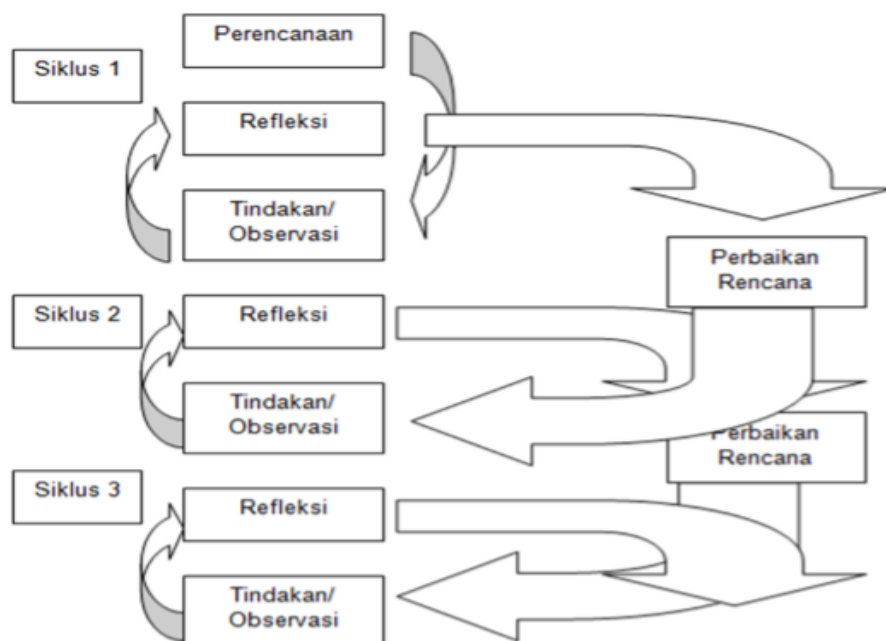 Perencanaan
Siklus 1
Refleksi
Tindakan/
Observasi
Perbaikan
Rencana
Siklus 2
Refleksi
Tindakan/
Observasi
Perbaikan
Rencana
Siklus 3
Refleksi
Tindakan/
Observasi